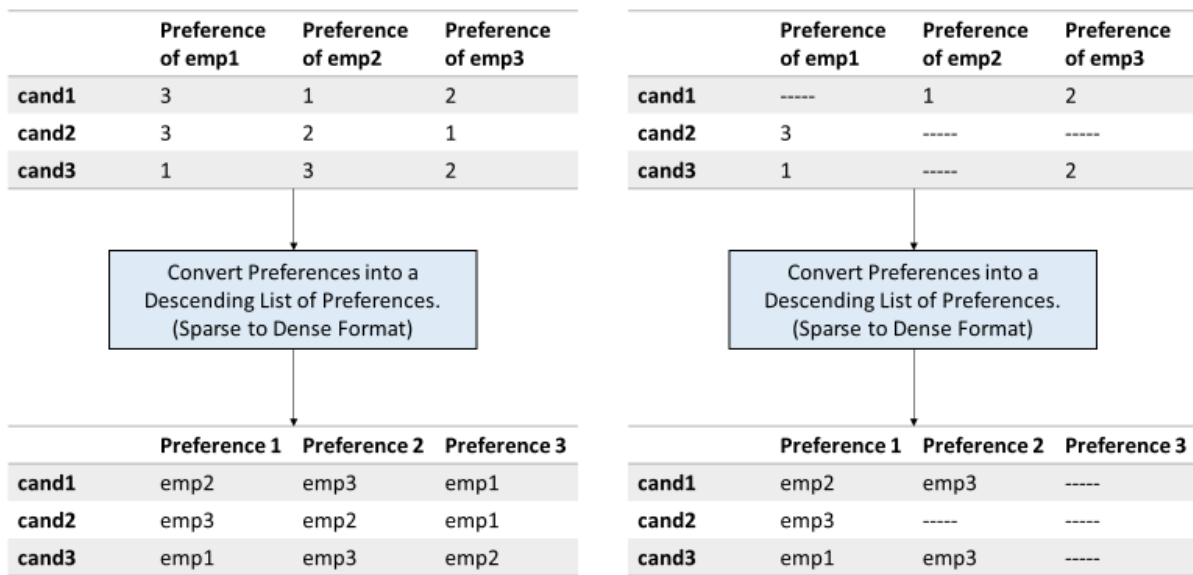 Preference of emp1 Preference of emp2 Preference of emp3
cand1 3 1 2
cand2 3 2 1
cand3 1 3 2
Convert Preferences into a
Descending List of Preferences.
(Sparse to Dense Format)
Preference 1 Preference 2 Preference 3
cand1 emp2 emp3 emp1
cand2 emp3 emp2 emp1
cand3 emp1 emp3 emp2
Preference of emp1 Preference of emp2 Preference of emp3
cand1 ----- 1 2
cand2 3 ----- -----
cand3 1 ----- 2
Convert Preferences into a
Descending List of Preferences.
(Sparse to Dense Format)
Preference 1 Preference 2 Preference 3
cand1 emp2 emp3 -----
cand2 emp3 ----- -----
cand3 emp1 emp3 -----